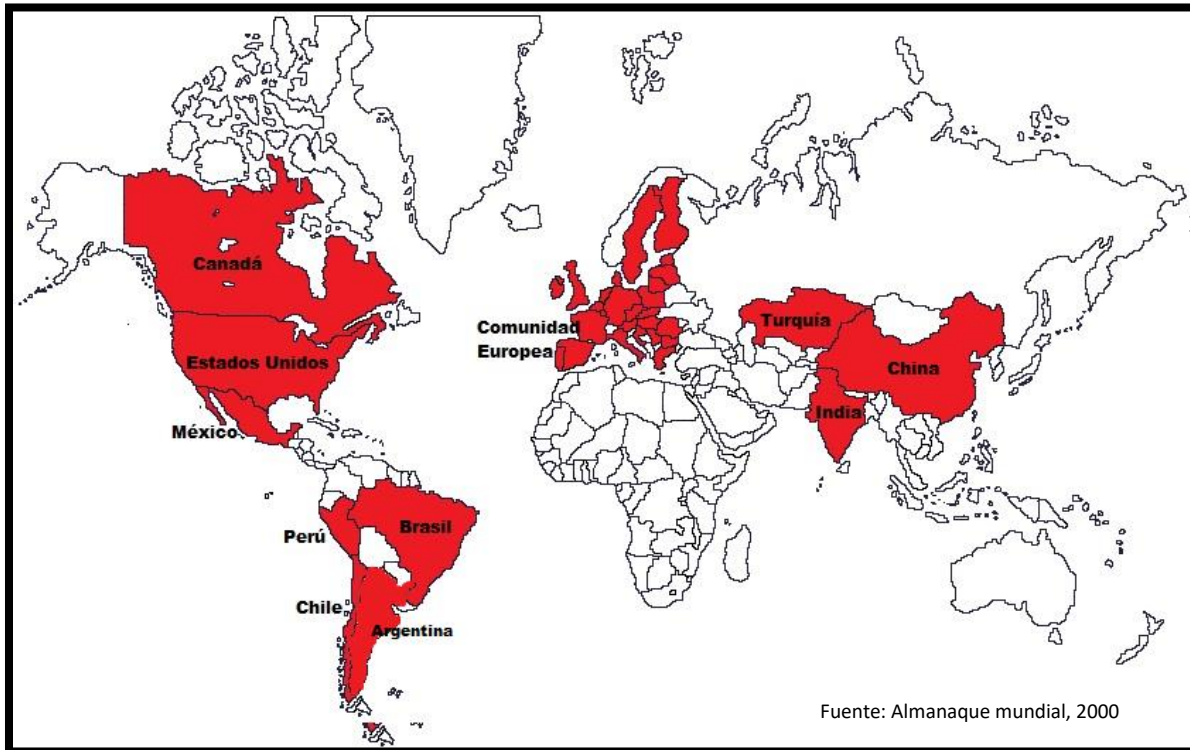 Canadá
Estados Unidos
México
Comunidad
Europea
Turquía
China
India
Perú
Brasil
Chile
Argentina
Fuente: Almanaque mundial, 2000